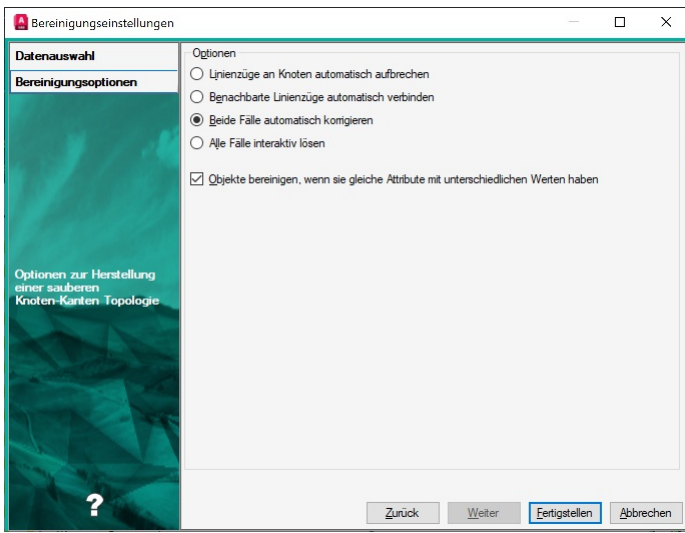 Bereinigungseinstellungen
Datenauswahl
Bereinigungsoptionen
Optionen zur Herstellung
einer sauberen
Knoten-Kanten Topologie
?
Optionen
Linienzüge an Knoten automatisch aufbrechen
Benachbarte Linienzüge automatisch verbinden
Beide Fälle automatisch korrigieren
Alle Fälle interaktiv lösen
Objekte bereinigen, wenn sie gleiche Attribute mit unterschiedlichen Werten haben
Zurück
Weiter
Fertigstellen
Abbrechen